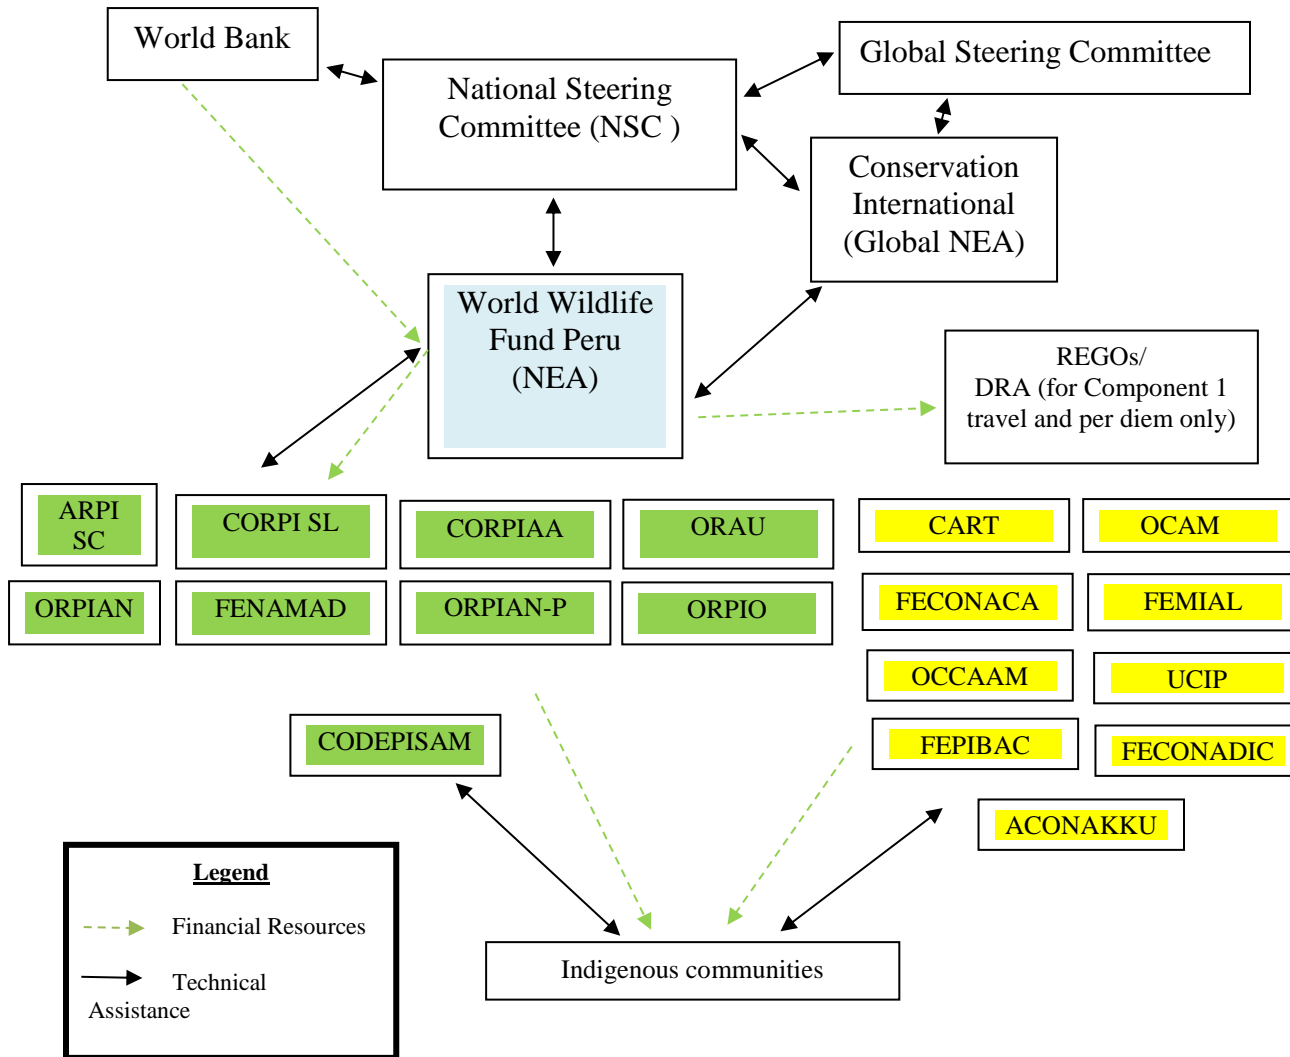 World Bank
Global Steering Committee
National Steering
Committee (NSC )
Conservation
International
(Global NEA)
World Wildlife
Fund Peru
(NEA)
REGOs/
DRA (for Component 1
travel and per diem only)
ARPI
SC
CORPI SL
CORPIAA
ORAU
CART
OCAM
ORPIAN
FENAMAD
ORPIAN-P
ORPIO
FECONACA
FEMIAL
OCCAAM
UCIP
CODEPISAM
FEPIBAC
FECONADIC
ACONAKKU
Legend
Financial Resources
Technical
Assistance
Indigenous communities